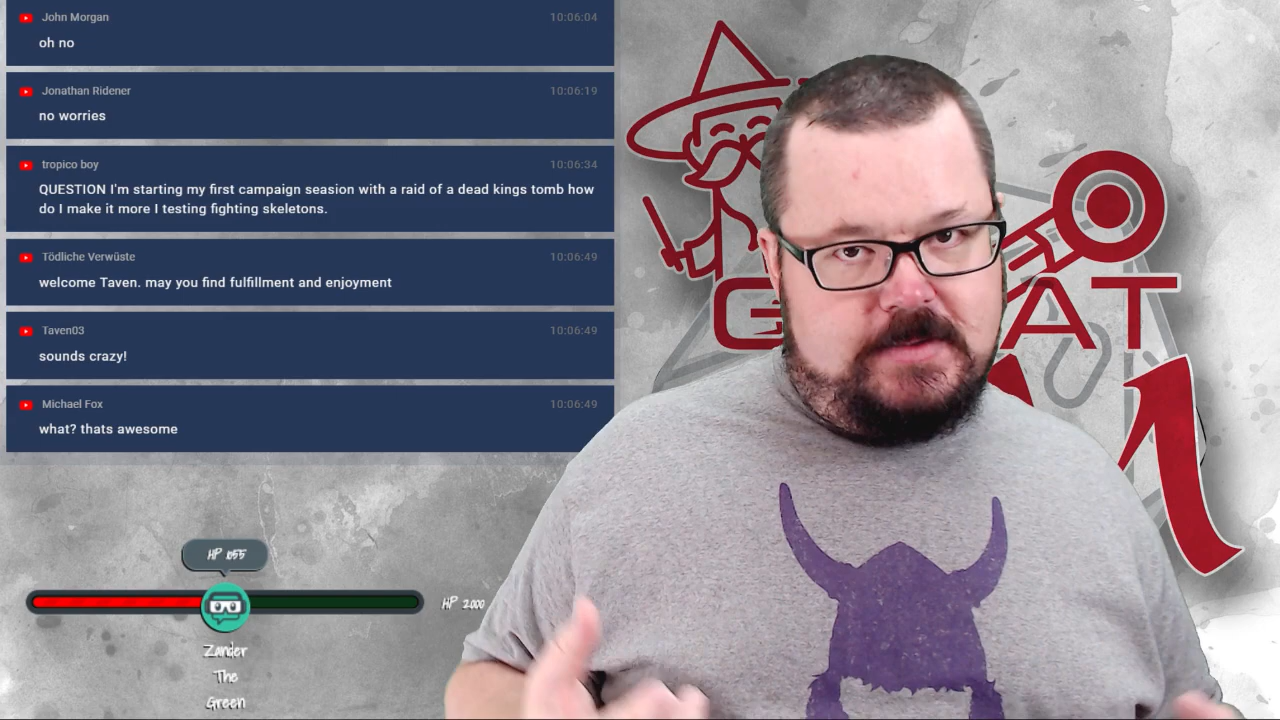 John Morgan 10:06:04
oh no
Jonathan Ridener 10:06:19
no worries
tropico boy 10:06:34
QUESTION I'm starting my first campaign seasion with a raid of a dead kings tomb how
do I make it more I testing fighting skeletons.
Tödliche Verwüste 10:06:49
welcome Taven. may you find fulfillment and enjoyment
Taven03 10:06:49
sounds crazy!
Michael Fox 10:06:49
what? thats awesome
HP 1055
HP 2000
Zander
The
Green
G AT